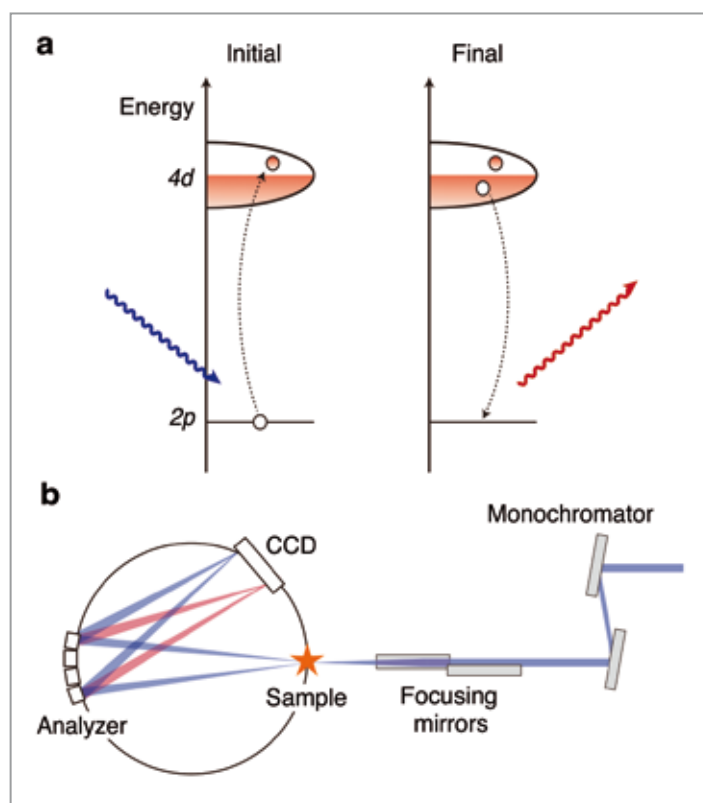 a
Initial
Final
Energy
4d
2p
b
Monochromator
CCD
Sample
Focusing
mirrors
Analyzer